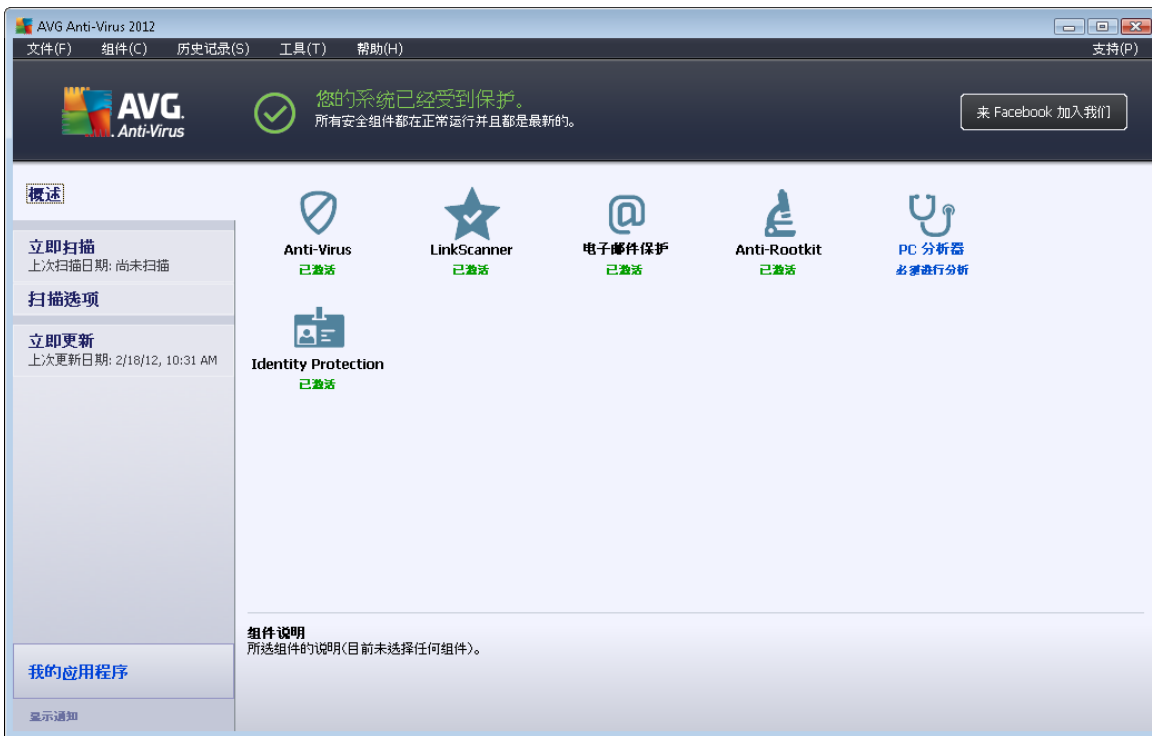 AVG Anti-Virus 2012
文件(F) 组件(C) 历史记录(S) 工具(T) 帮助(H) 支持(P)
AVG.
Anti-Virus
您的系统已经受到保护。
所有安全组件都在正常运行并且都是最新的。
来 Facebook 加入我们
概述
立即扫描
上次扫描日期: 尚未扫描
扫描选项
立即更新
上次更新日期: 2/18/12, 10:31 AM
Anti-Virus
已激活
LinkScanner
已激活
电子邮件保护
已激活
Anti-Rootkit
已激活
PC 分析器
必须进行分析
Identity Protection
已激活
组件说明
所选组件的说明(目前未选择任何组件)。
我的应用程序
显示通知